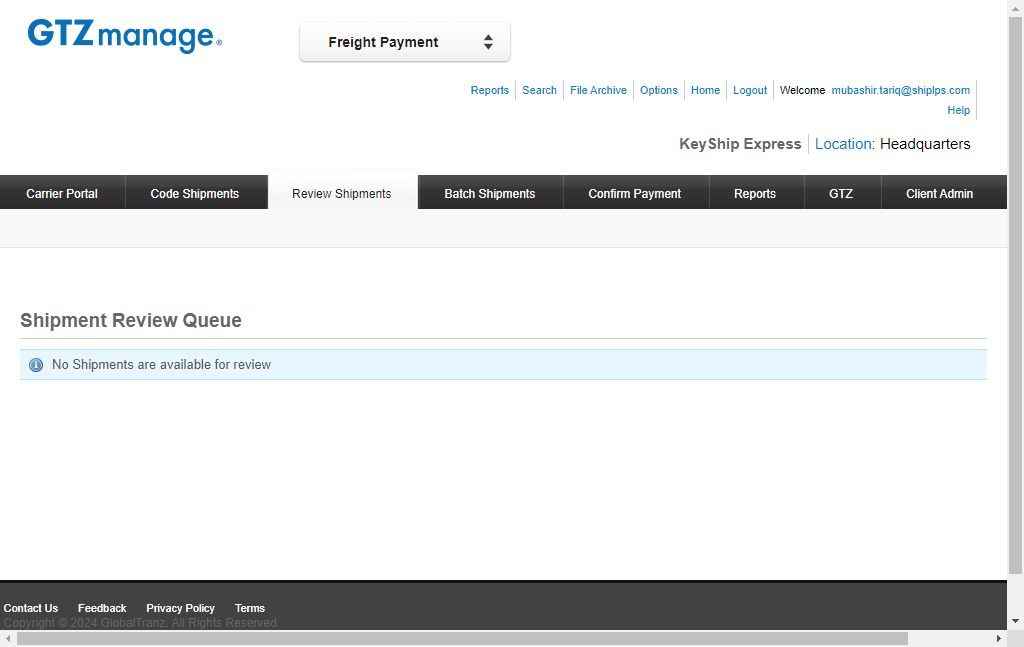 GTZmanage®
Freight Payment
Reports Search File Archive Options Home Logout Welcome mubashir.tariq@shiplps.com
Help
KeyShip Express Location: Headquarters
Carrier Portal Code Shipments Review Shipments Batch Shipments Confirm Payment Reports GTZ Client Admin
Shipment Review Queue
No Shipments are available for review
Contact Us Feedback Privacy Policy Terms
Copyright © 2024 GlobalTranz. All Rights Reserved.